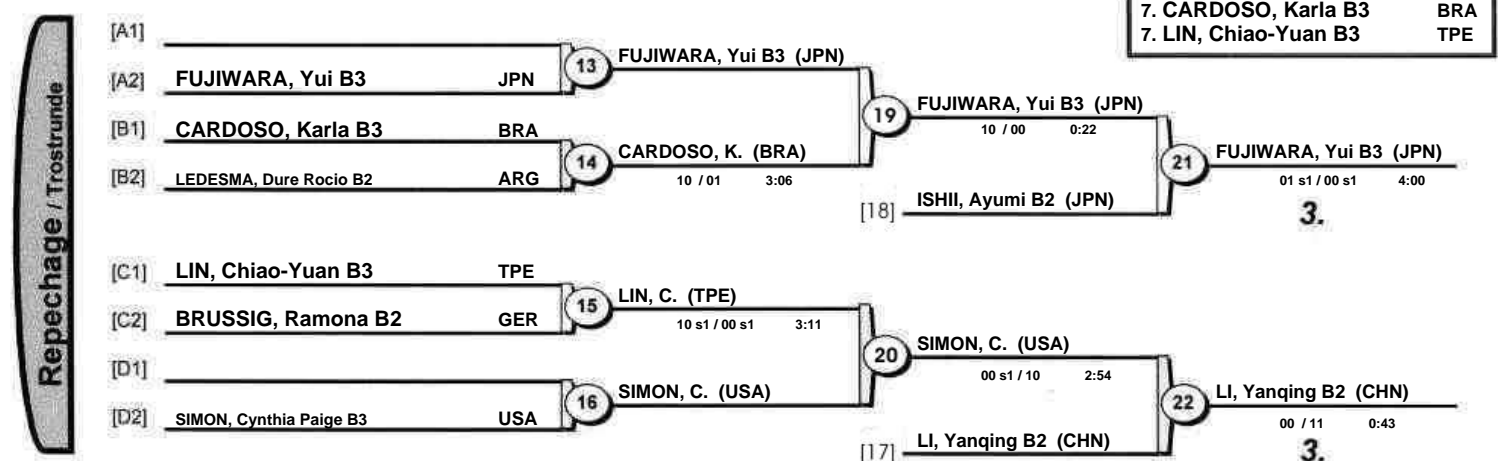 7. CARDOSO, Karla B3 BRA
7. LIN, Chiao-Yuan B3 TPE
Repechage / Trostrunde
[A1]
[A2] FUJIWARA, Yui B3 JPN
13 FUJIWARA, Yui B3 (JPN)
[B1] CARDOSO, Karla B3 BRA
[B2] LEDESMA, Dure Rocio B2 ARG
14 CARDOSO, K. (BRA)
10 / 01 3:06
19 FUJIWARA, Yui B3 (JPN)
10 / 00 0:22
[18] ISHII, Ayumi B2 (JPN)
21 FUJIWARA, Yui B3 (JPN)
01 s1 / 00 s1 4:00
3.
[C1] LIN, Chiao-Yuan B3 TPE
[C2] BRUSSIG, Ramona B2 GER
15 LIN, C. (TPE)
10 s1 / 00 s1 3:11
[D1]
[D2] SIMON, Cynthia Paige B3 USA
16 SIMON, C. (USA)
20 SIMON, C. (USA)
00 s1 / 10 2:54
[17] LI, Yanqing B2 (CHN)
22 LI, Yanqing B2 (CHN)
00 / 11 0:43
3.